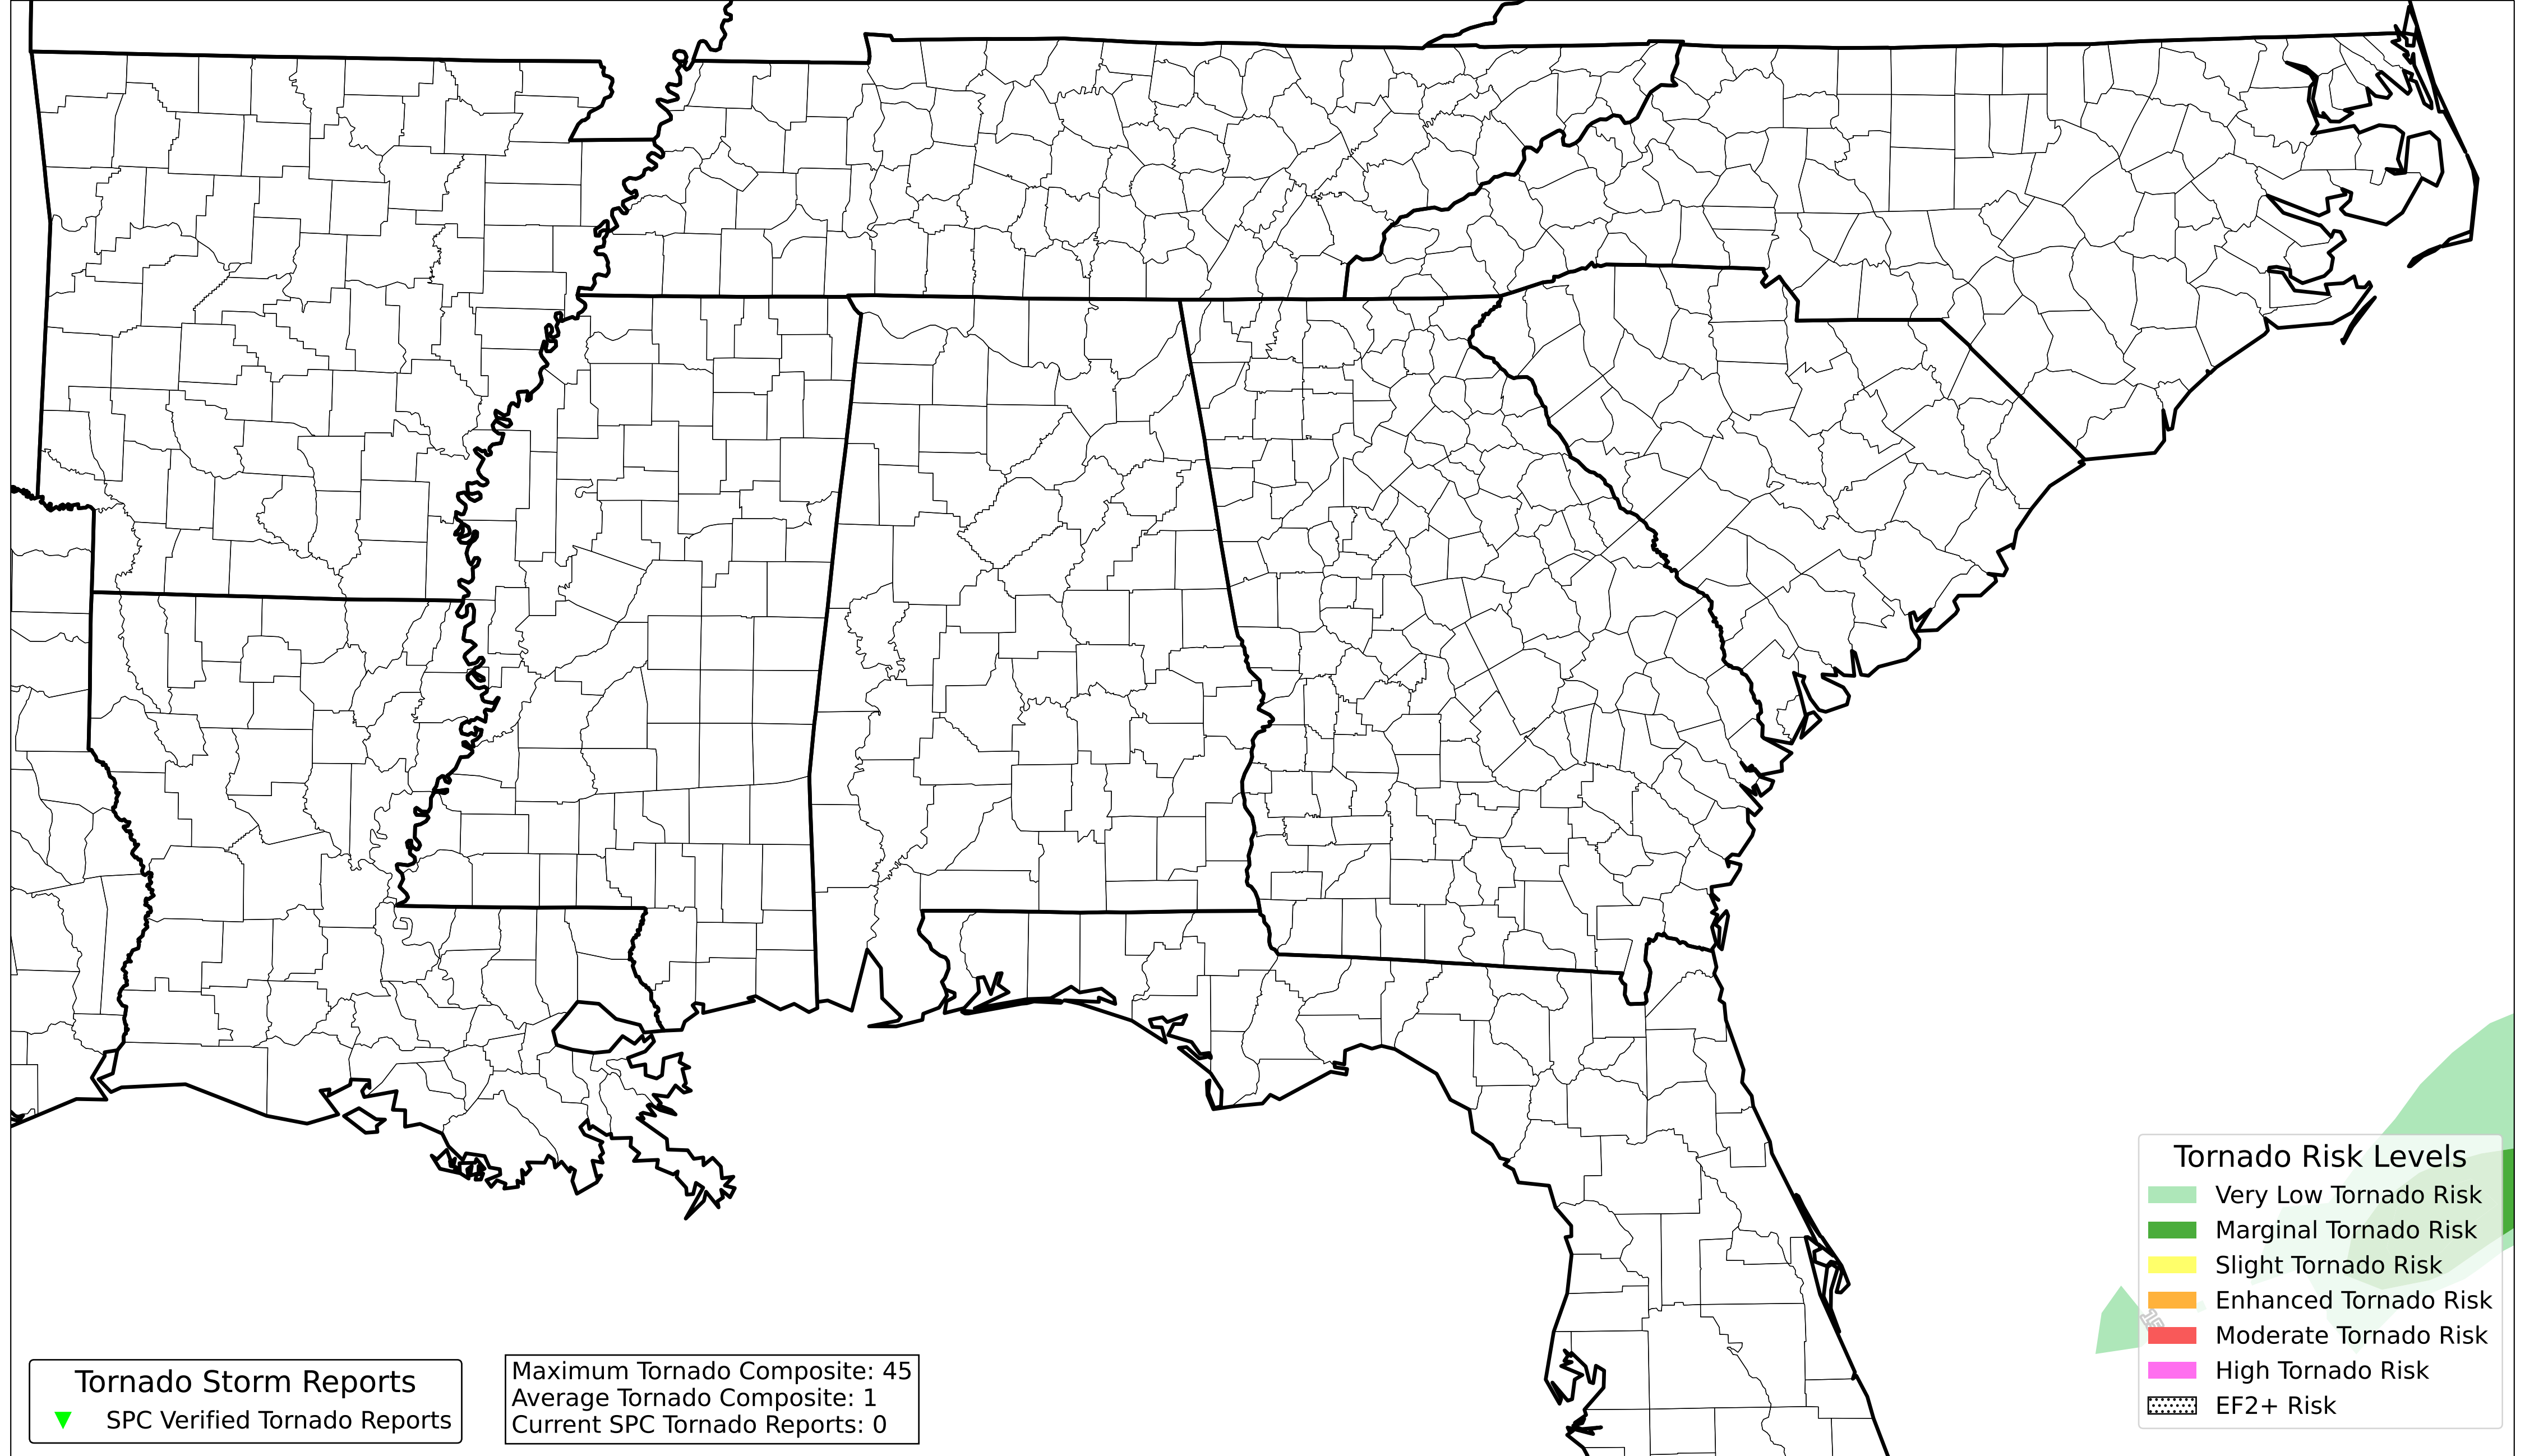 Tornado Risk Levels
Very Low Tornado Risk
Marginal Tornado Risk
Slight Tornado Risk
Enhanced Tornado Risk
Moderate Tornado Risk
High Tornado Risk
EF2+ Risk
Tornado Storm Reports
SPC Verified Tornado Reports
Maximum Tornado Composite: 45
Average Tornado Composite: 1
Current SPC Tornado Reports: 0